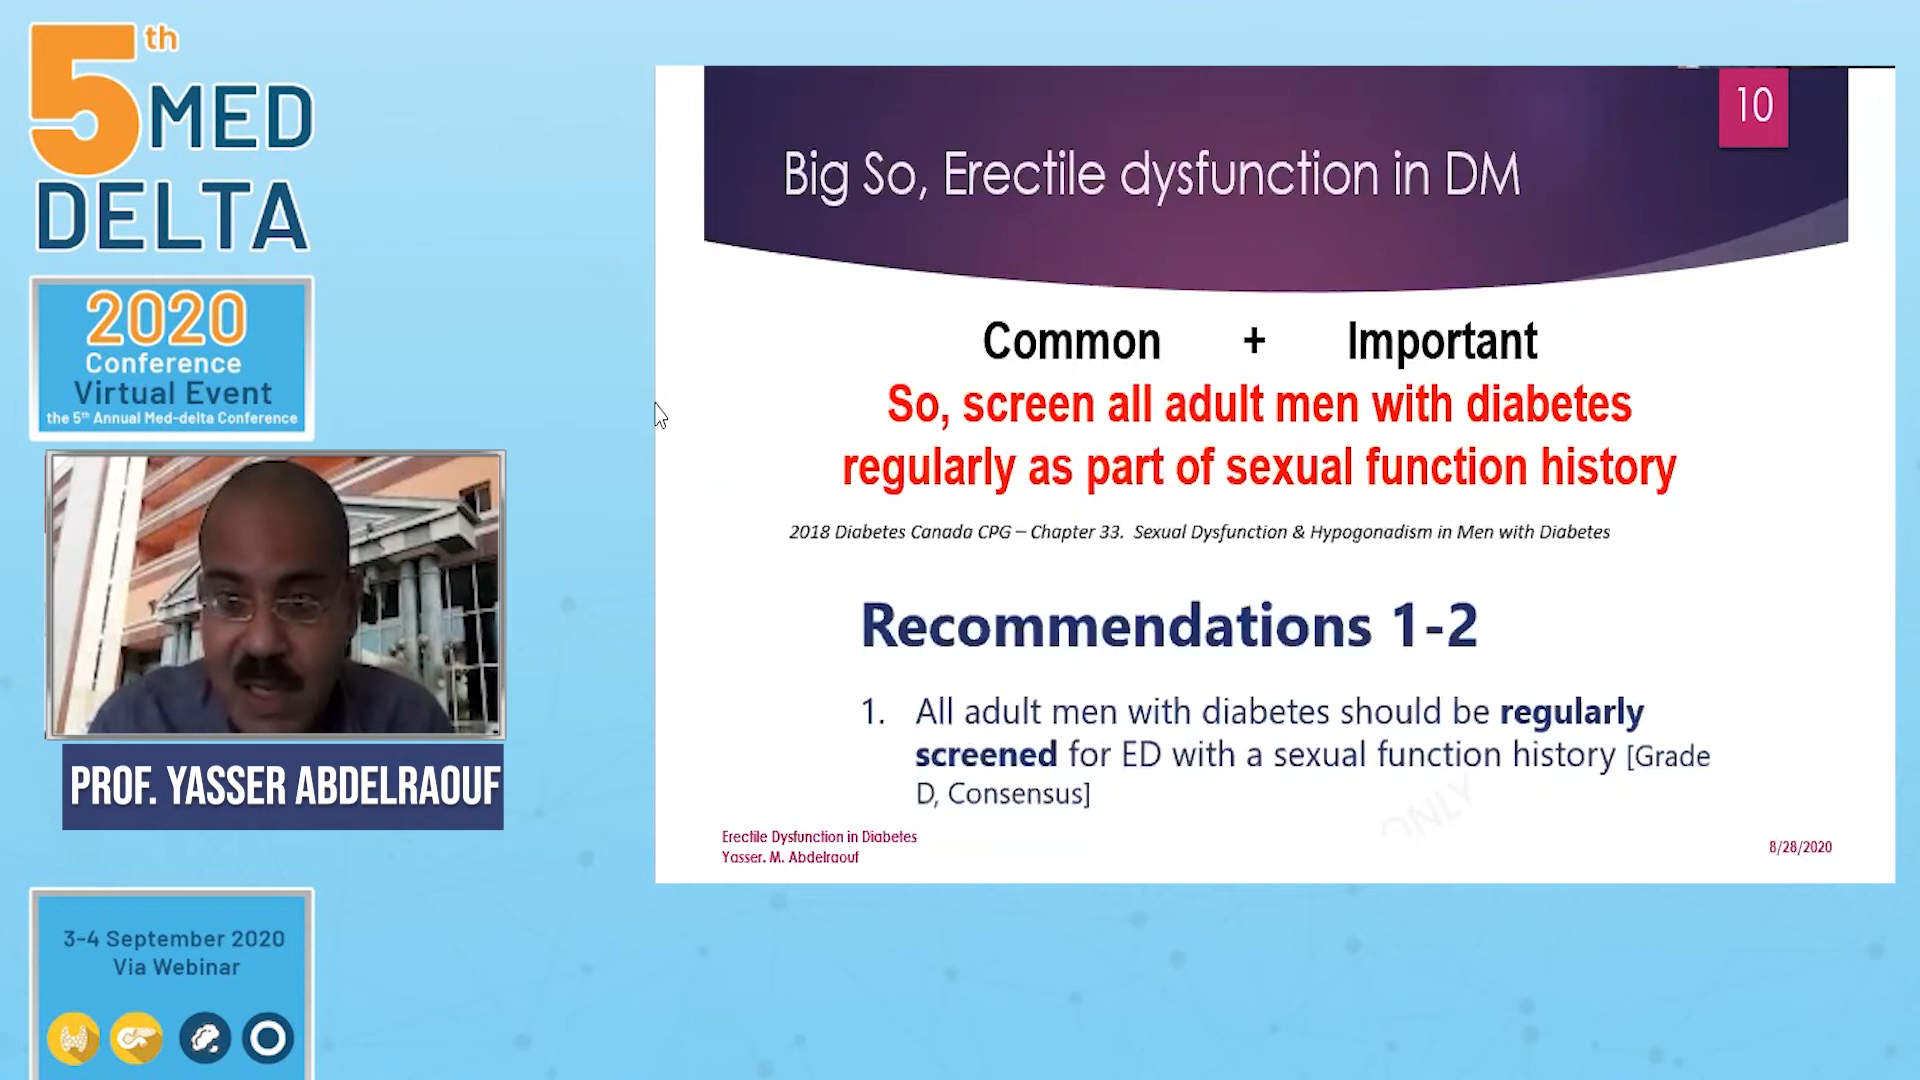 5th MED
DELTA
2020
Conference
Virtual Event
the 5th Annual Med-delta Conference
PROF. YASSER ABDELRAOUF
3-4 September 2020
Via Webinar
10
Big So, Erectile dysfunction in DM
Common + Important
So, screen all adult men with diabetes
regularly as part of sexual function history
2018 Diabetes Canada CPG – Chapter 33. Sexual Dysfunction & Hypogonadism in Men with Diabetes
Recommendations 1-2
1. All adult men with diabetes should be regularly
screened for ED with a sexual function history [Grade
D, Consensus]
ONLY
Erectile Dysfunction in Diabetes
Yasser. M. Abdelraouf
8/28/2020